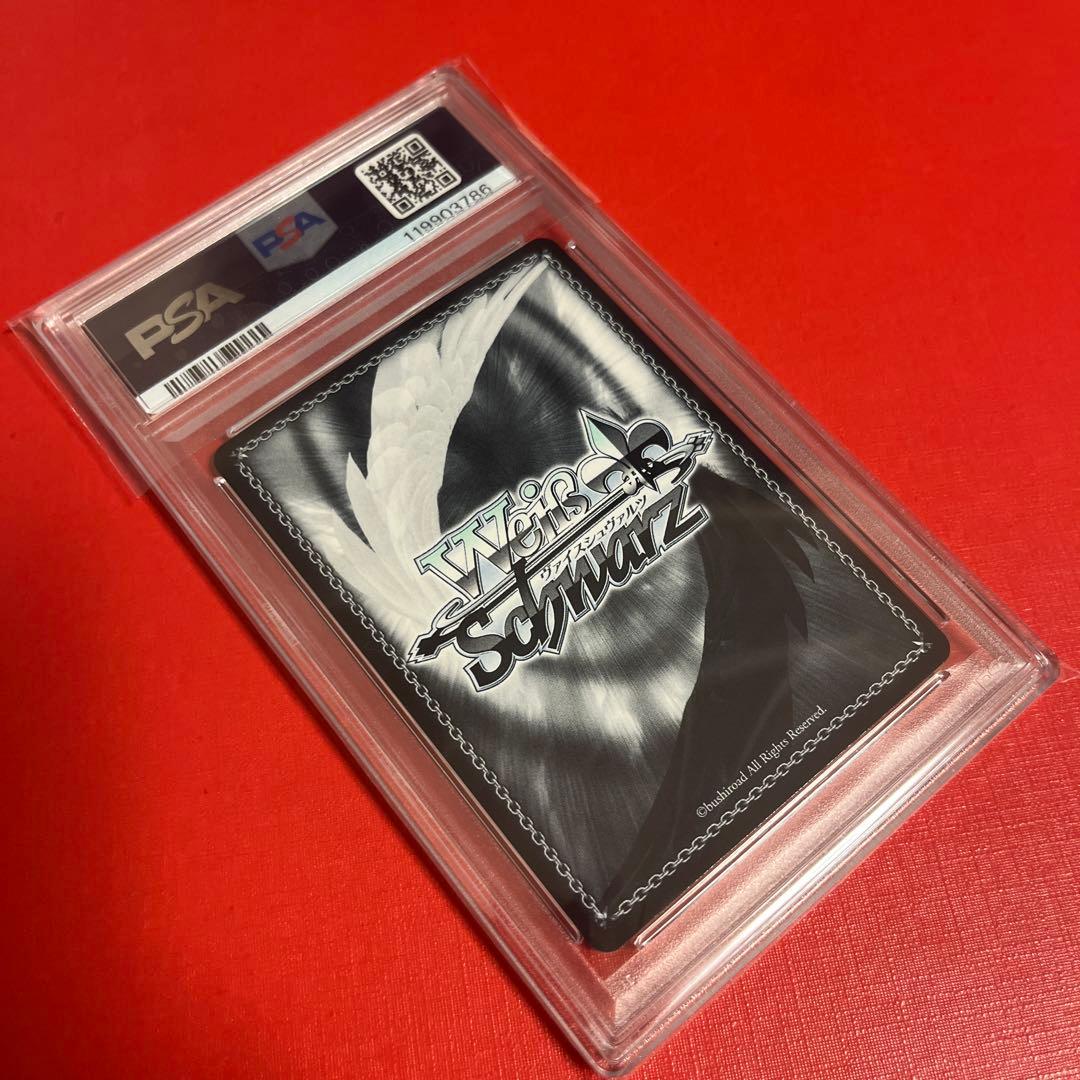 PSA
PSA
119903786
Weiß
ヴァイスシュヴァルツ
Schwarz
©bushiroad All Rights Reserved.